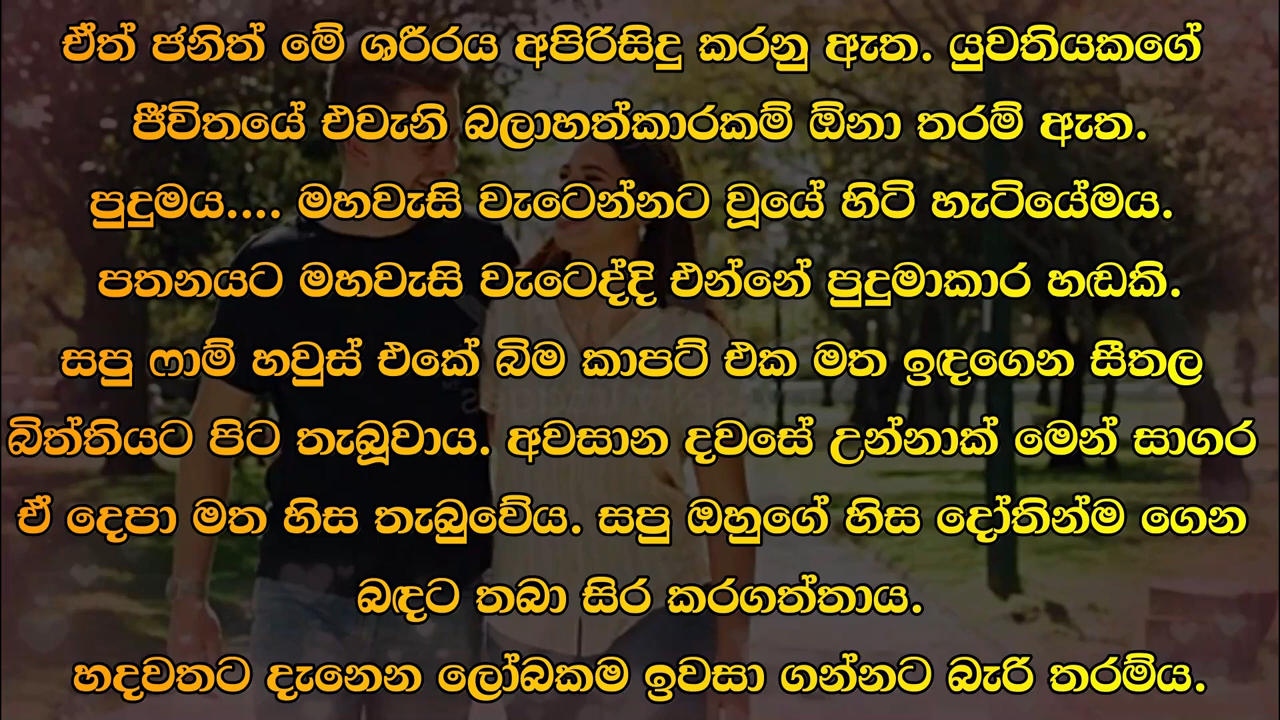 ඒත් ජනිත් මේ ශරීරය අපිරිසිදු කරනු ඇත. යුවතියකගේ
ජීවිතයේ එවැනි බලාහත්කාරකම් ඕනා තරම් ඇත.
පුදුමය.... මහවැසි වැටෙන්නට වූයේ හිටි හැටියේමය.
පතනයට මහවැසි වැටෙද්දි එන්නේ පුදුමාකාර හඬකි.
සපු ෆාම් හවුස් එකේ බිම කාපට් එක මත ඉඳගෙන සීතල
බිත්තියට පිට තැබූවාය. අවසාන දවසේ උන්නාක් මෙන් සාගර
ඒ දෙපා මත හිස තැබුවේය. සපු ඔහුගේ හිස දෝතින්ම ගෙන
බඳට තබා සිර කරගත්තාය.
හදවතට දැනෙන ලෝබකම ඉවසා ගන්නට බැරි තරම්ය.